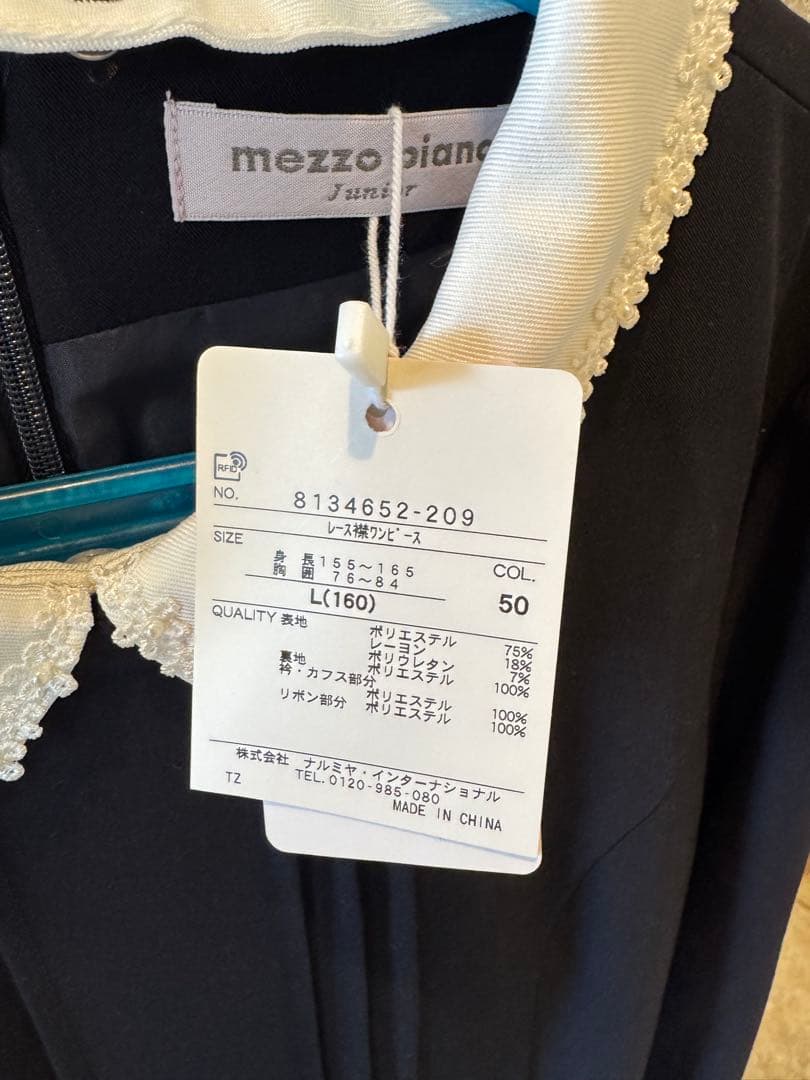 mezzo piano
Junior
RFID
NO. 8134652-209
レース襟ワンピース
SIZE
身長 155～165
胸囲 76～84
L(160)
COL.
50
QUALITY 表地 ポリエステル 75%
レーヨン 18%
ポリウレタン 7%
裏地 ポリエステル 100%
衿・カフス部分
ポリエステル 100%
リボン部分 ポリエステル 100%
株式会社 ナルミヤ・インターナショナル
TZ TEL.0120-985-080
MADE IN CHINA